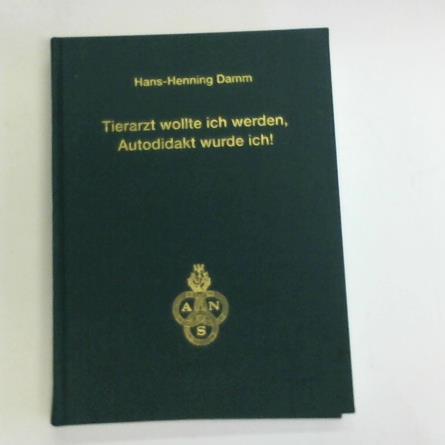 Hans-Henning Damm
Tierarzt wollte ich werden,
Autodidakt wurde ich!
A N
S